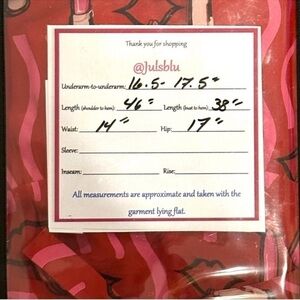 Thank you for shopping
@Julsblu
Underarm-to-underarm: 16.5 - 17.5"
Length (shoulder to hem): 46" Length (bust to hem): 38"
Waist: 14" Hip: 17"
Sleeve:
Inseam: Rise:
All measurements are approximate and taken with the
garment lying flat.